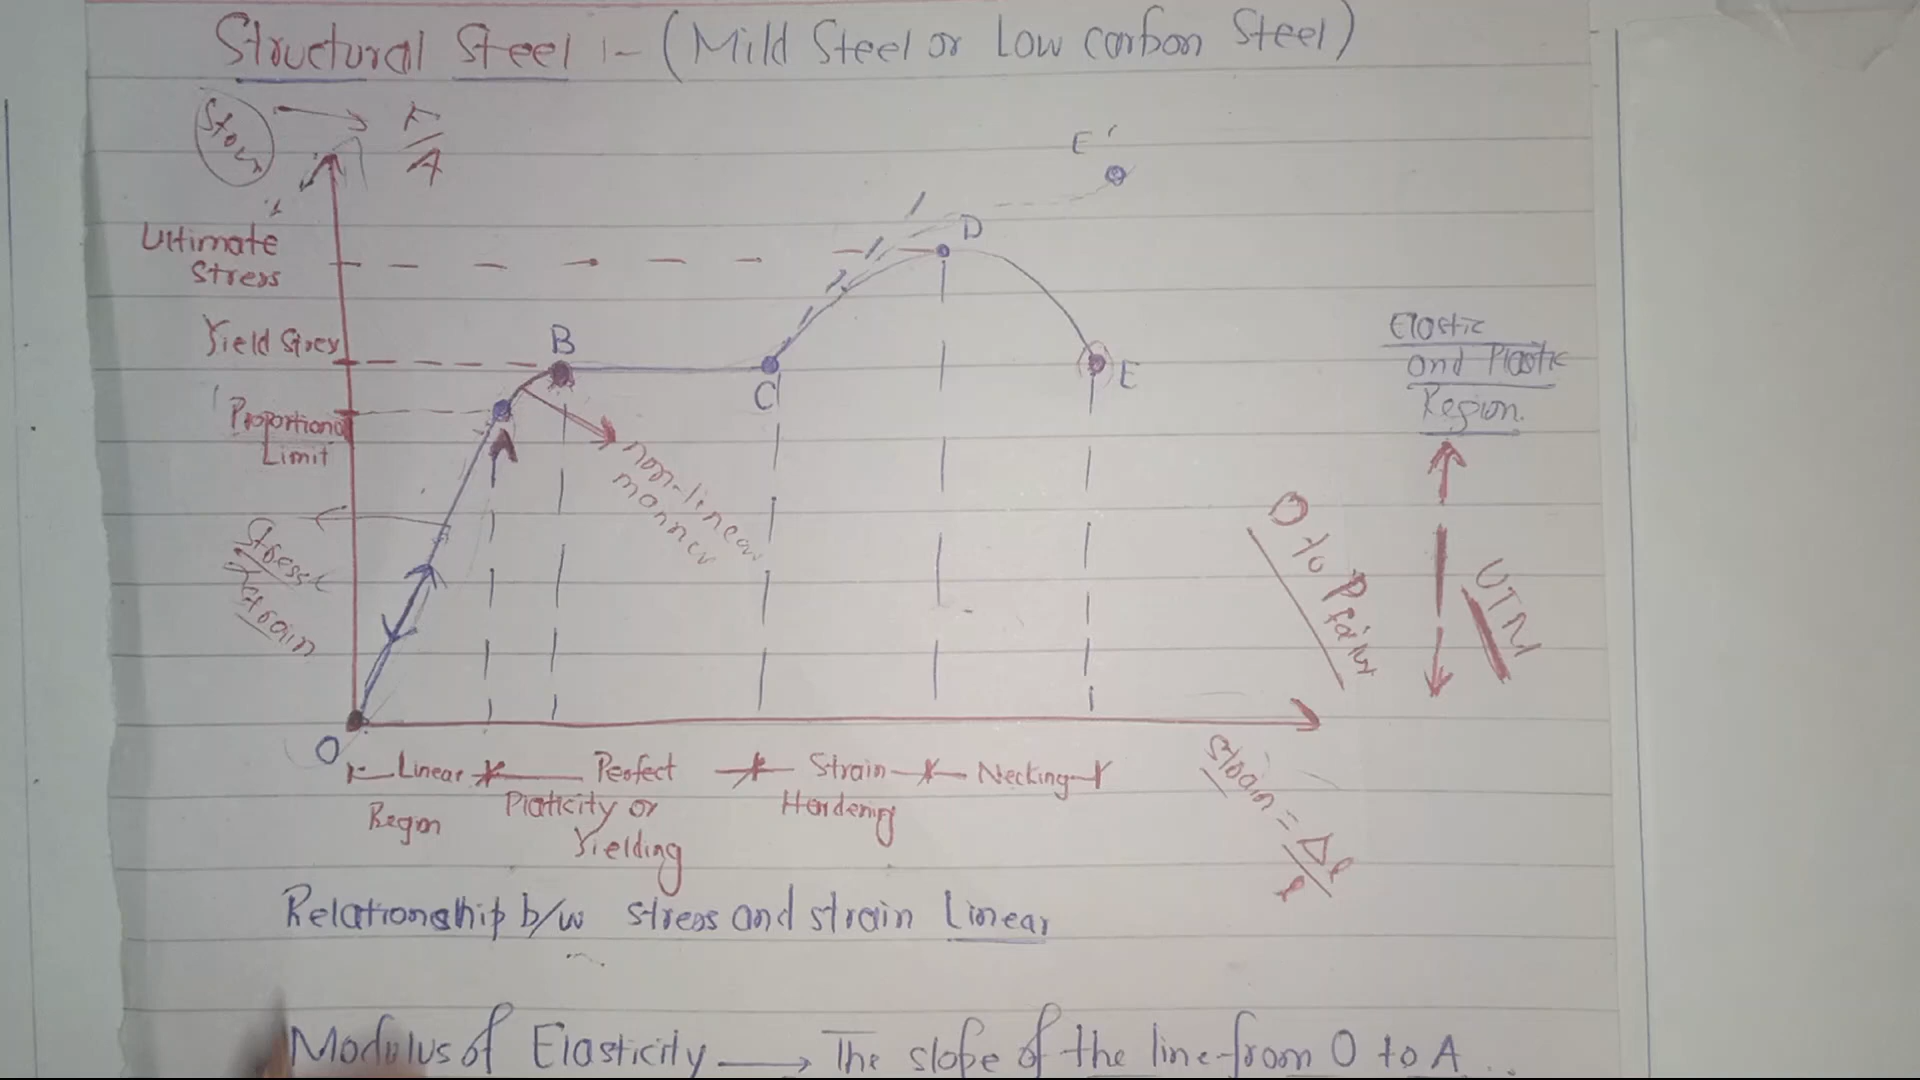 Structural Steel :- (Mild Steel or Low carbon Steel)
Stress
F
A
E'
Ultimate
Stress
D
Yield Stress
B
C
E
Proportional
Limit
A
non-linear
manner
Stress
Strain
Elastic
and Plastic
Region.
O to P
UTM
O
Linear
Region
Perfect
Plasticity or
Yielding
Strain
Hardening
Necking
Strain = Δl
l
Relationship b/w stress and strain Linear
Modulus of Elasticity → The slope of the line from O to A..